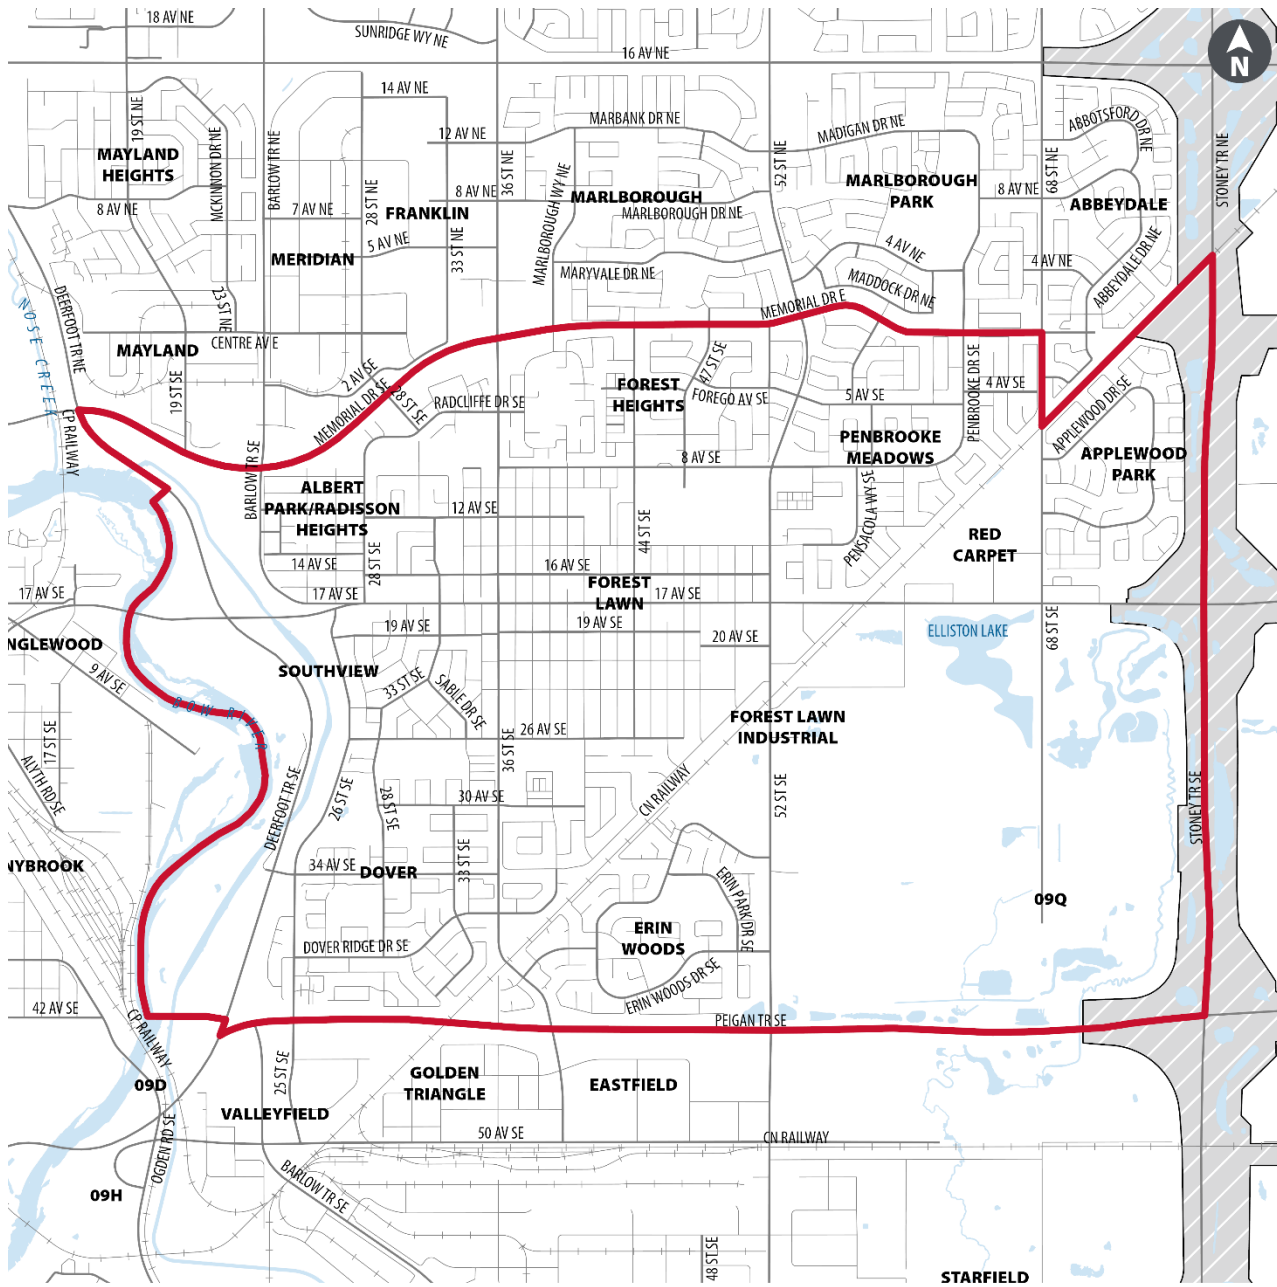 18 AV NE
SUNRIDGE WY NE
16 AV NE
N
14 AV NE
19 ST NE
MCKINNON DR NE
BARLOW TR NE
12 AV NE
MARBANK DR NE
MADIGAN DR NE
ABBOTSFORD DR NE
STONEY TR NE
MAYLAND
HEIGHTS
36 ST NE
52 ST NE
68 ST NE
28 ST NE
8 AV NE
MARLBOROUGH WY NE
MARLBOROUGH
MARLBOROUGH
PARK
8 AV NE
ABBEYDALE
8 AV NE
7 AV NE
FRANKLIN
MARLBOROUGH DR NE
5 AV NE
33 ST NE
4 AV NE
MERIDIAN
MARYVALE DR NE
MADDOCK DR NE
4 AV NE
ABBEYDALE DR NE
DEERFOOT TR NE
NOSE CREEK
23 ST NE
MEMORIAL DR E
CENTRE AV E
MAYLAND
19 ST SE
2 AV SE
28 ST SE
MEMORIAL DR SE
RADCLIFFE DR SE
FOREST
HEIGHTS
47 ST SE
FOREGO AV SE
5 AV SE
PENBROOKE DR SE
4 AV SE
APPLEWOOD DR SE
CP RAILWAY
BARLOW TR SE
8 AV SE
PENBROOKE
MEADOWS
APPLEWOOD
PARK
ALBERT
PARK/RADISSON
HEIGHTS
12 AV SE
44 ST SE
PENSACOLA WY SE
RED
CARPET
14 AV SE
28 ST SE
16 AV SE
17 AV SE
17 AV SE
FOREST
LAWN
17 AV SE
INGLEWOOD
19 AV SE
19 AV SE
20 AV SE
ELLISTON LAKE
68 ST SE
9 AV SE
SOUTHVIEW
33 ST SE
SABLE DR SE
BOW RIVER
17 ST SE
ALYTH RD SE
26 AV SE
36 ST SE
FOREST LAWN
INDUSTRIAL
DEERFOOT TR SE
26 ST SE
28 ST SE
30 AV SE
CN RAILWAY
52 ST SE
STONEY TR SE
NYBROOK
34 AV SE
DOVER
33 ST SE
ERIN PARK DR SE
09Q
DOVER RIDGE DR SE
ERIN
WOODS
ERIN WOODS DR SE
42 AV SE
CP RAILWAY
PEIGAN TR SE
09D
25 ST SE
GOLDEN
TRIANGLE
EASTFIELD
VALLEYFIELD
50 AV SE
CN RAILWAY
OGDEN RD SE
BARLOW TR SE
09H
48 ST SE
STARFIELD